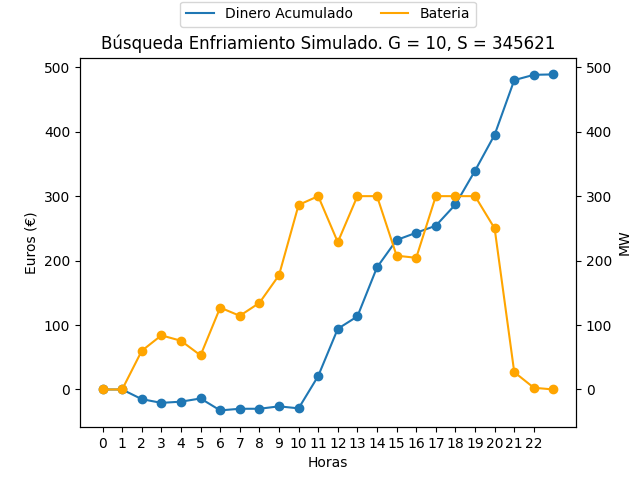 Dinero Acumulado Bateria
Búsqueda Enfriamiento Simulado. G = 10, S = 345621
500 500
400 400
300 300
200 200
100 100
0 0
Euros (€)
MW
0 1 2 3 4 5 6 7 8 9 10 11 12 13 14 15 16 17 18 19 20 21 22
Horas